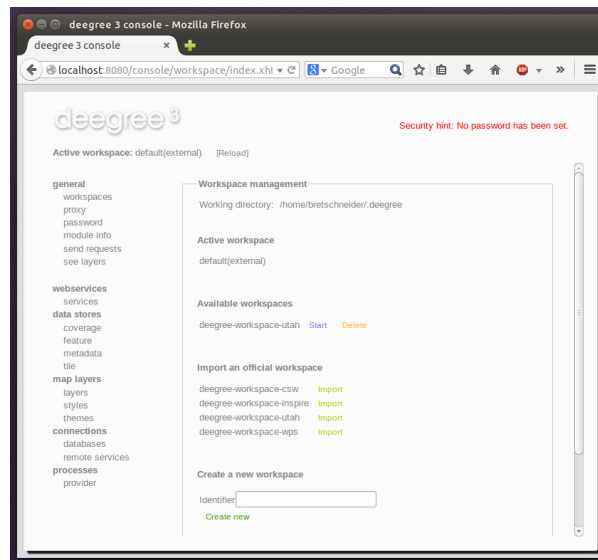 deegree 3 console - Mozilla Firefox
deegree 3 console
localhost:8080/console/workspace/index.xht
Google
ABP
deegree 3
Security hint: No password has been set.
Active workspace: default(external) [Reload]
general
workspaces
proxy
password
module info
send requests
see layers
webservices
services
data stores
coverage
feature
metadata
tile
map layers
layers
styles
themes
connections
databases
remote services
processes
provider
Workspace management
Working directory: /home/bretschneider/.deegree
Active workspace
default(external)
Available workspaces
deegree-workspace-utah Start Delete
Import an official workspace
deegree-workspace-csw Import
deegree-workspace-inspire Import
deegree-workspace-utah Import
deegree-workspace-wps Import
Create a new workspace
Identifier
Create new